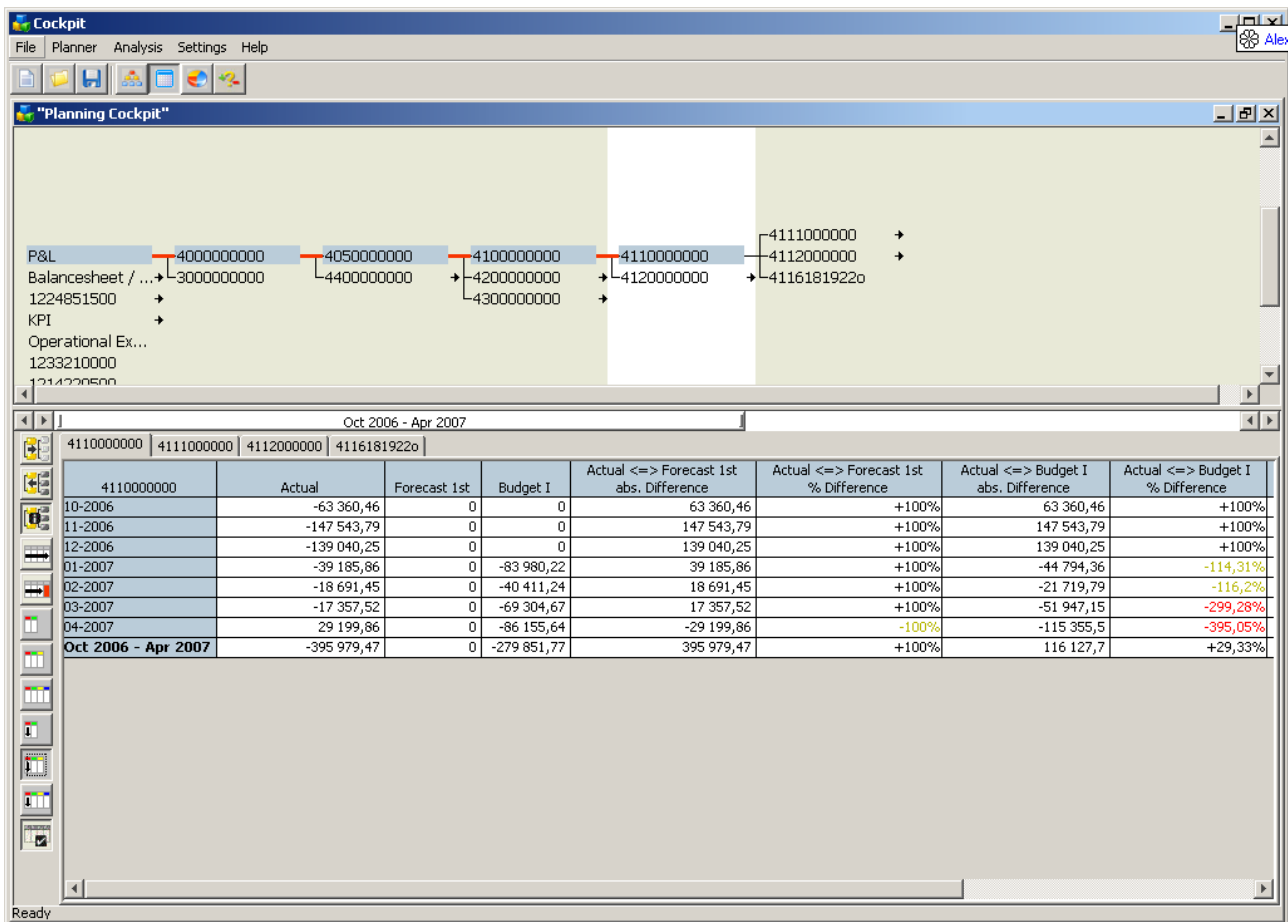 Cockpit
File Planner Analysis Settings Help
Alex
"Planning Cockpit"
4111000000
P&L 4000000000 4050000000 4100000000 4110000000 4112000000
Balancesheet / ... 3000000000 4400000000 4200000000 4120000000 4116181922o
1224851500 4300000000
KPI
Operational Ex...
1233210000
1214220500
Oct 2006 - Apr 2007
4110000000 4111000000 4112000000 4116181922o
4110000000 Actual Forecast 1st Budget I Actual <=> Forecast 1st abs. Difference Actual <=> Forecast 1st % Difference Actual <=> Budget I abs. Difference Actual <=> Budget I % Difference
10-2006 -63 360,46 0 0 63 360,46 +100% 63 360,46 +100%
11-2006 -147 543,79 0 0 147 543,79 +100% 147 543,79 +100%
12-2006 -139 040,25 0 0 139 040,25 +100% 139 040,25 +100%
01-2007 -39 185,86 0 -83 980,22 39 185,86 +100% -44 794,36 -114,31%
02-2007 -18 691,45 0 -40 411,24 18 691,45 +100% -21 719,79 -116,2%
03-2007 -17 357,52 0 -69 304,67 17 357,52 +100% -51 947,15 -299,28%
04-2007 29 199,86 0 -86 155,64 -29 199,86 -100% -115 355,5 -395,05%
Oct 2006 - Apr 2007 -395 979,47 0 -279 851,77 395 979,47 +100% 116 127,7 +29,33%
Ready